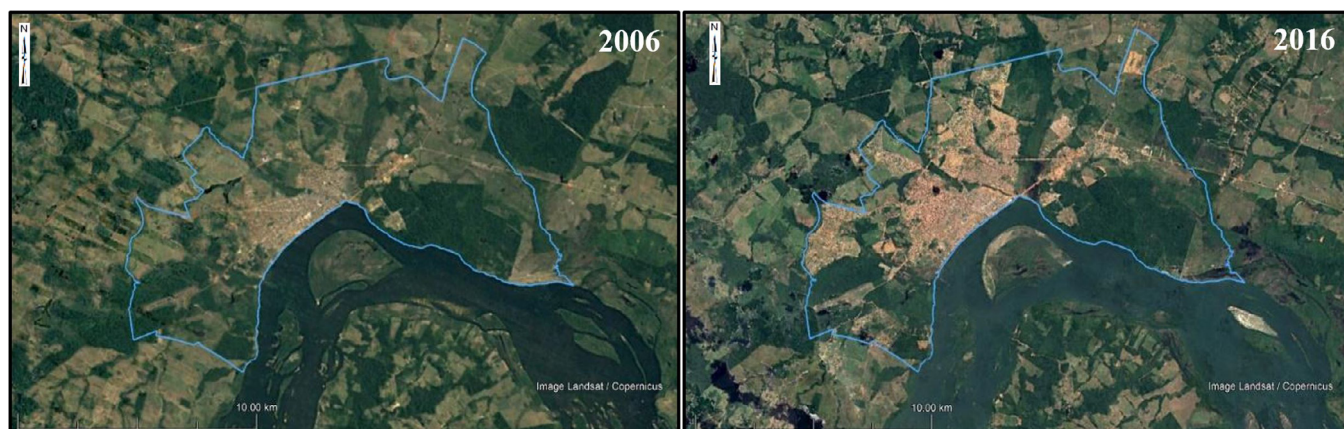 N
2006
Image Landsat / Copernicus
10.00 km
N
2016
Image Landsat / Copernicus
10.00 km